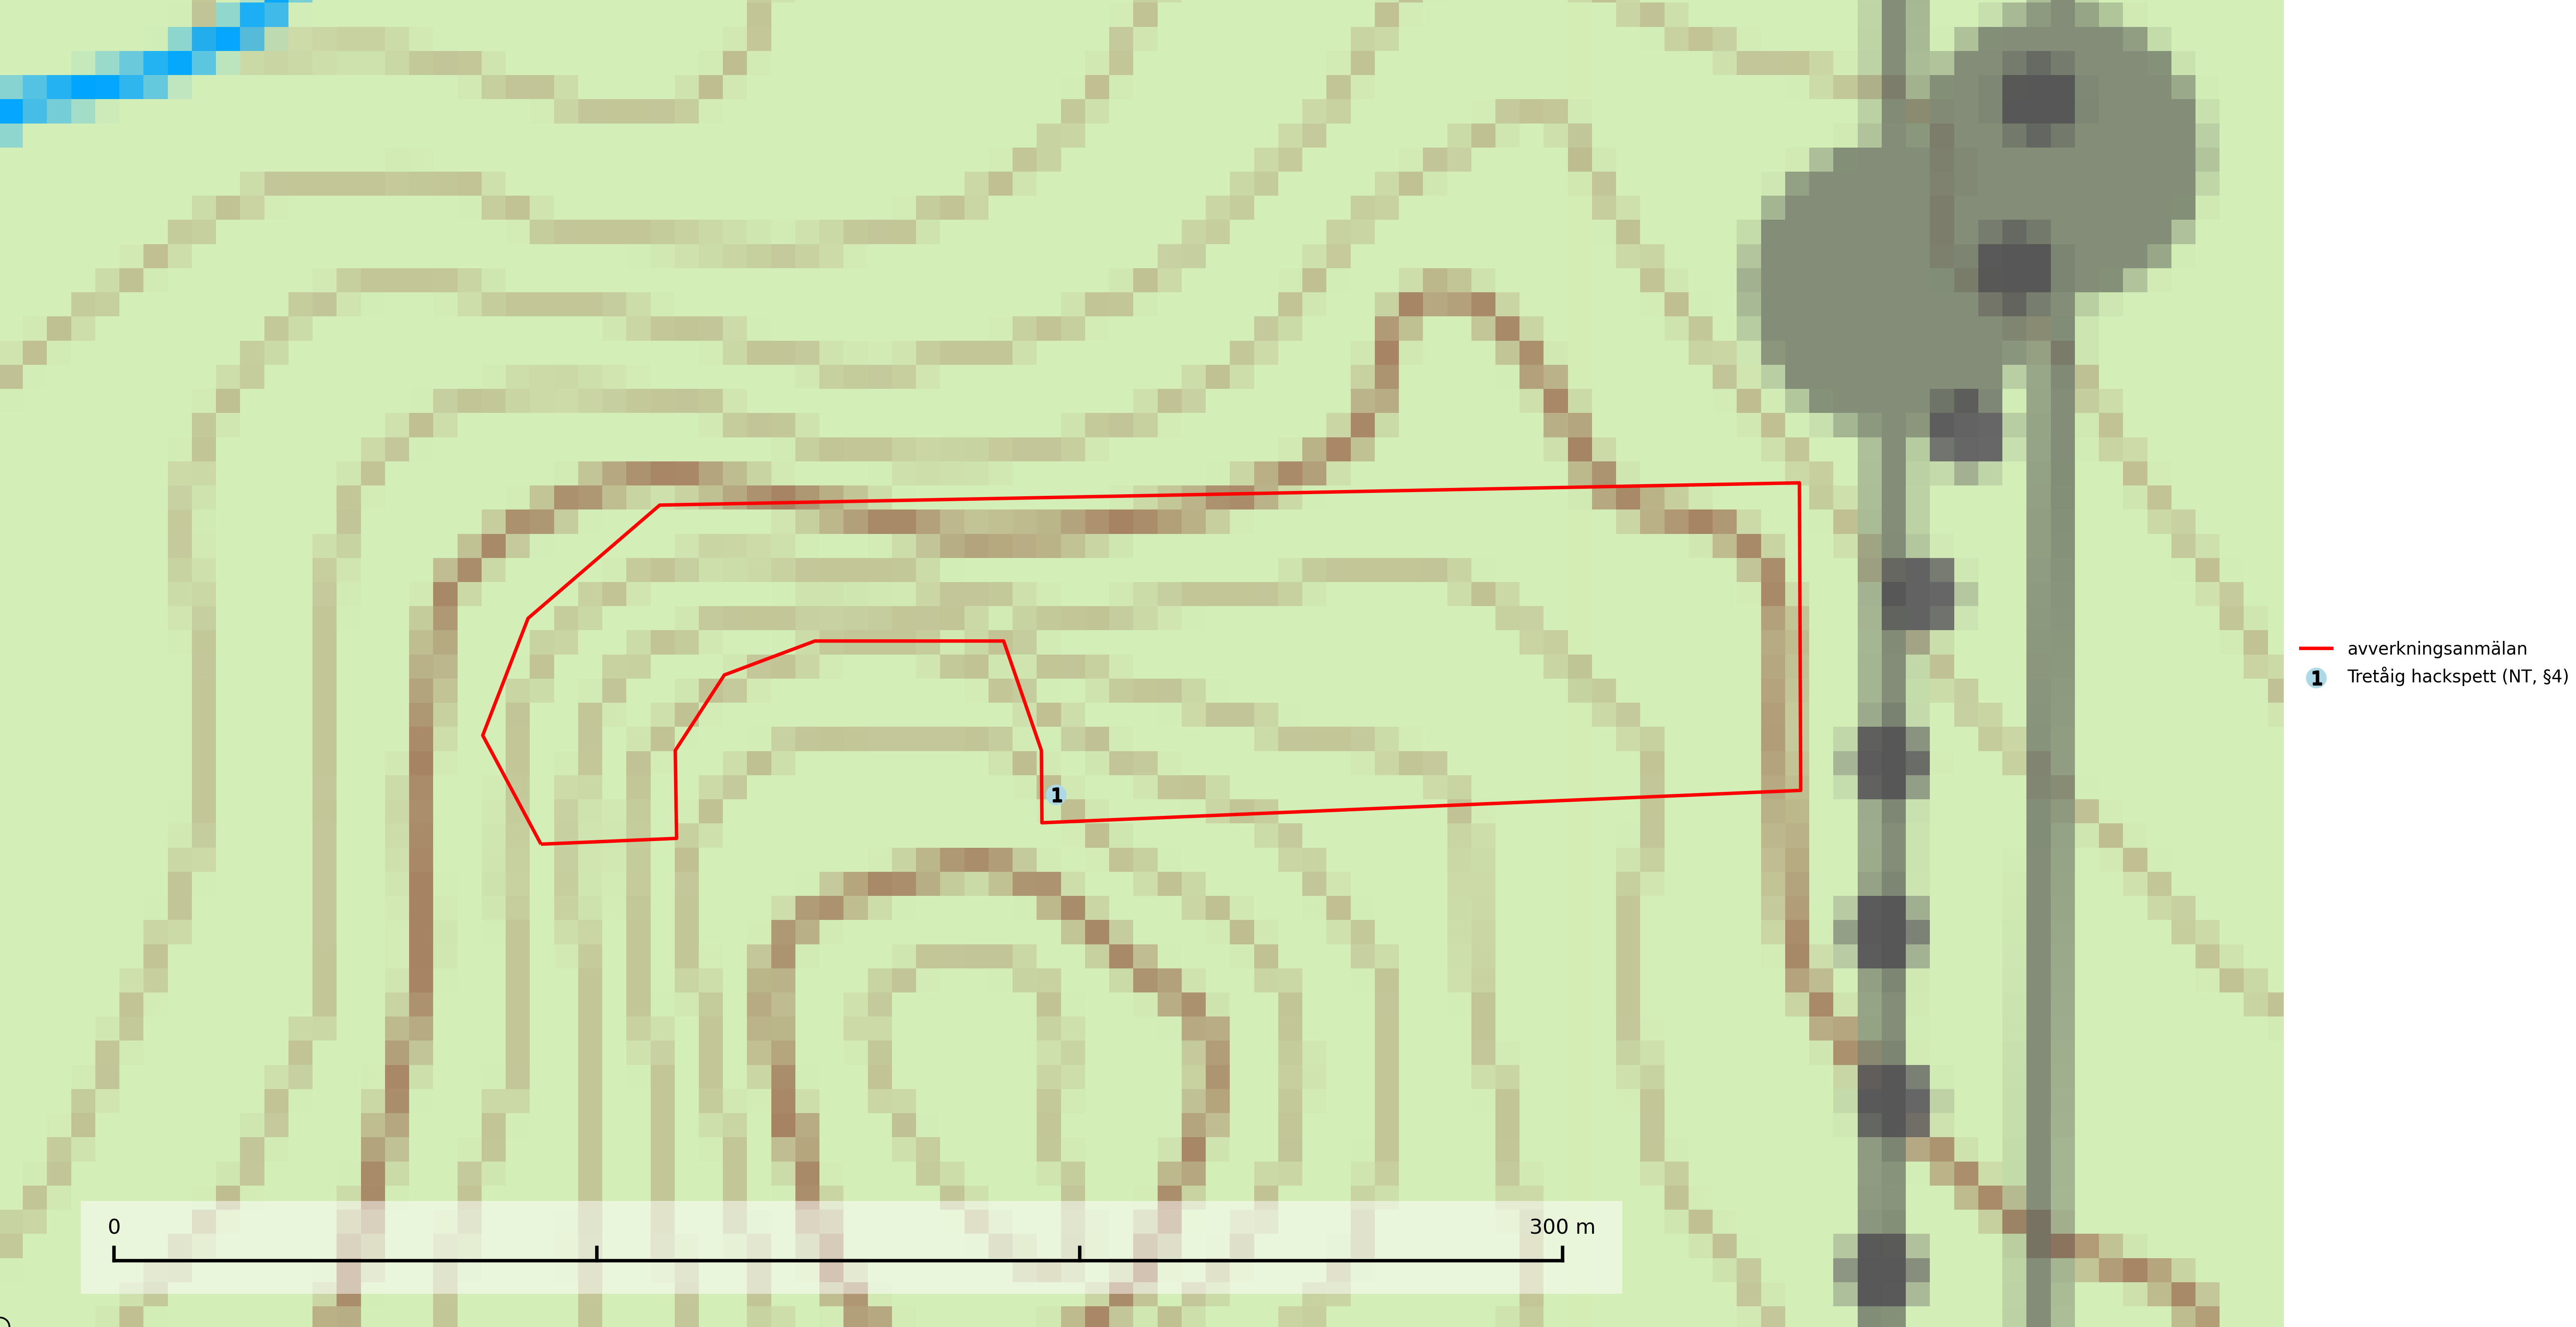 avverkningsanmälan
1 Tretåig hackspett (NT, §4)
1
0 300 m